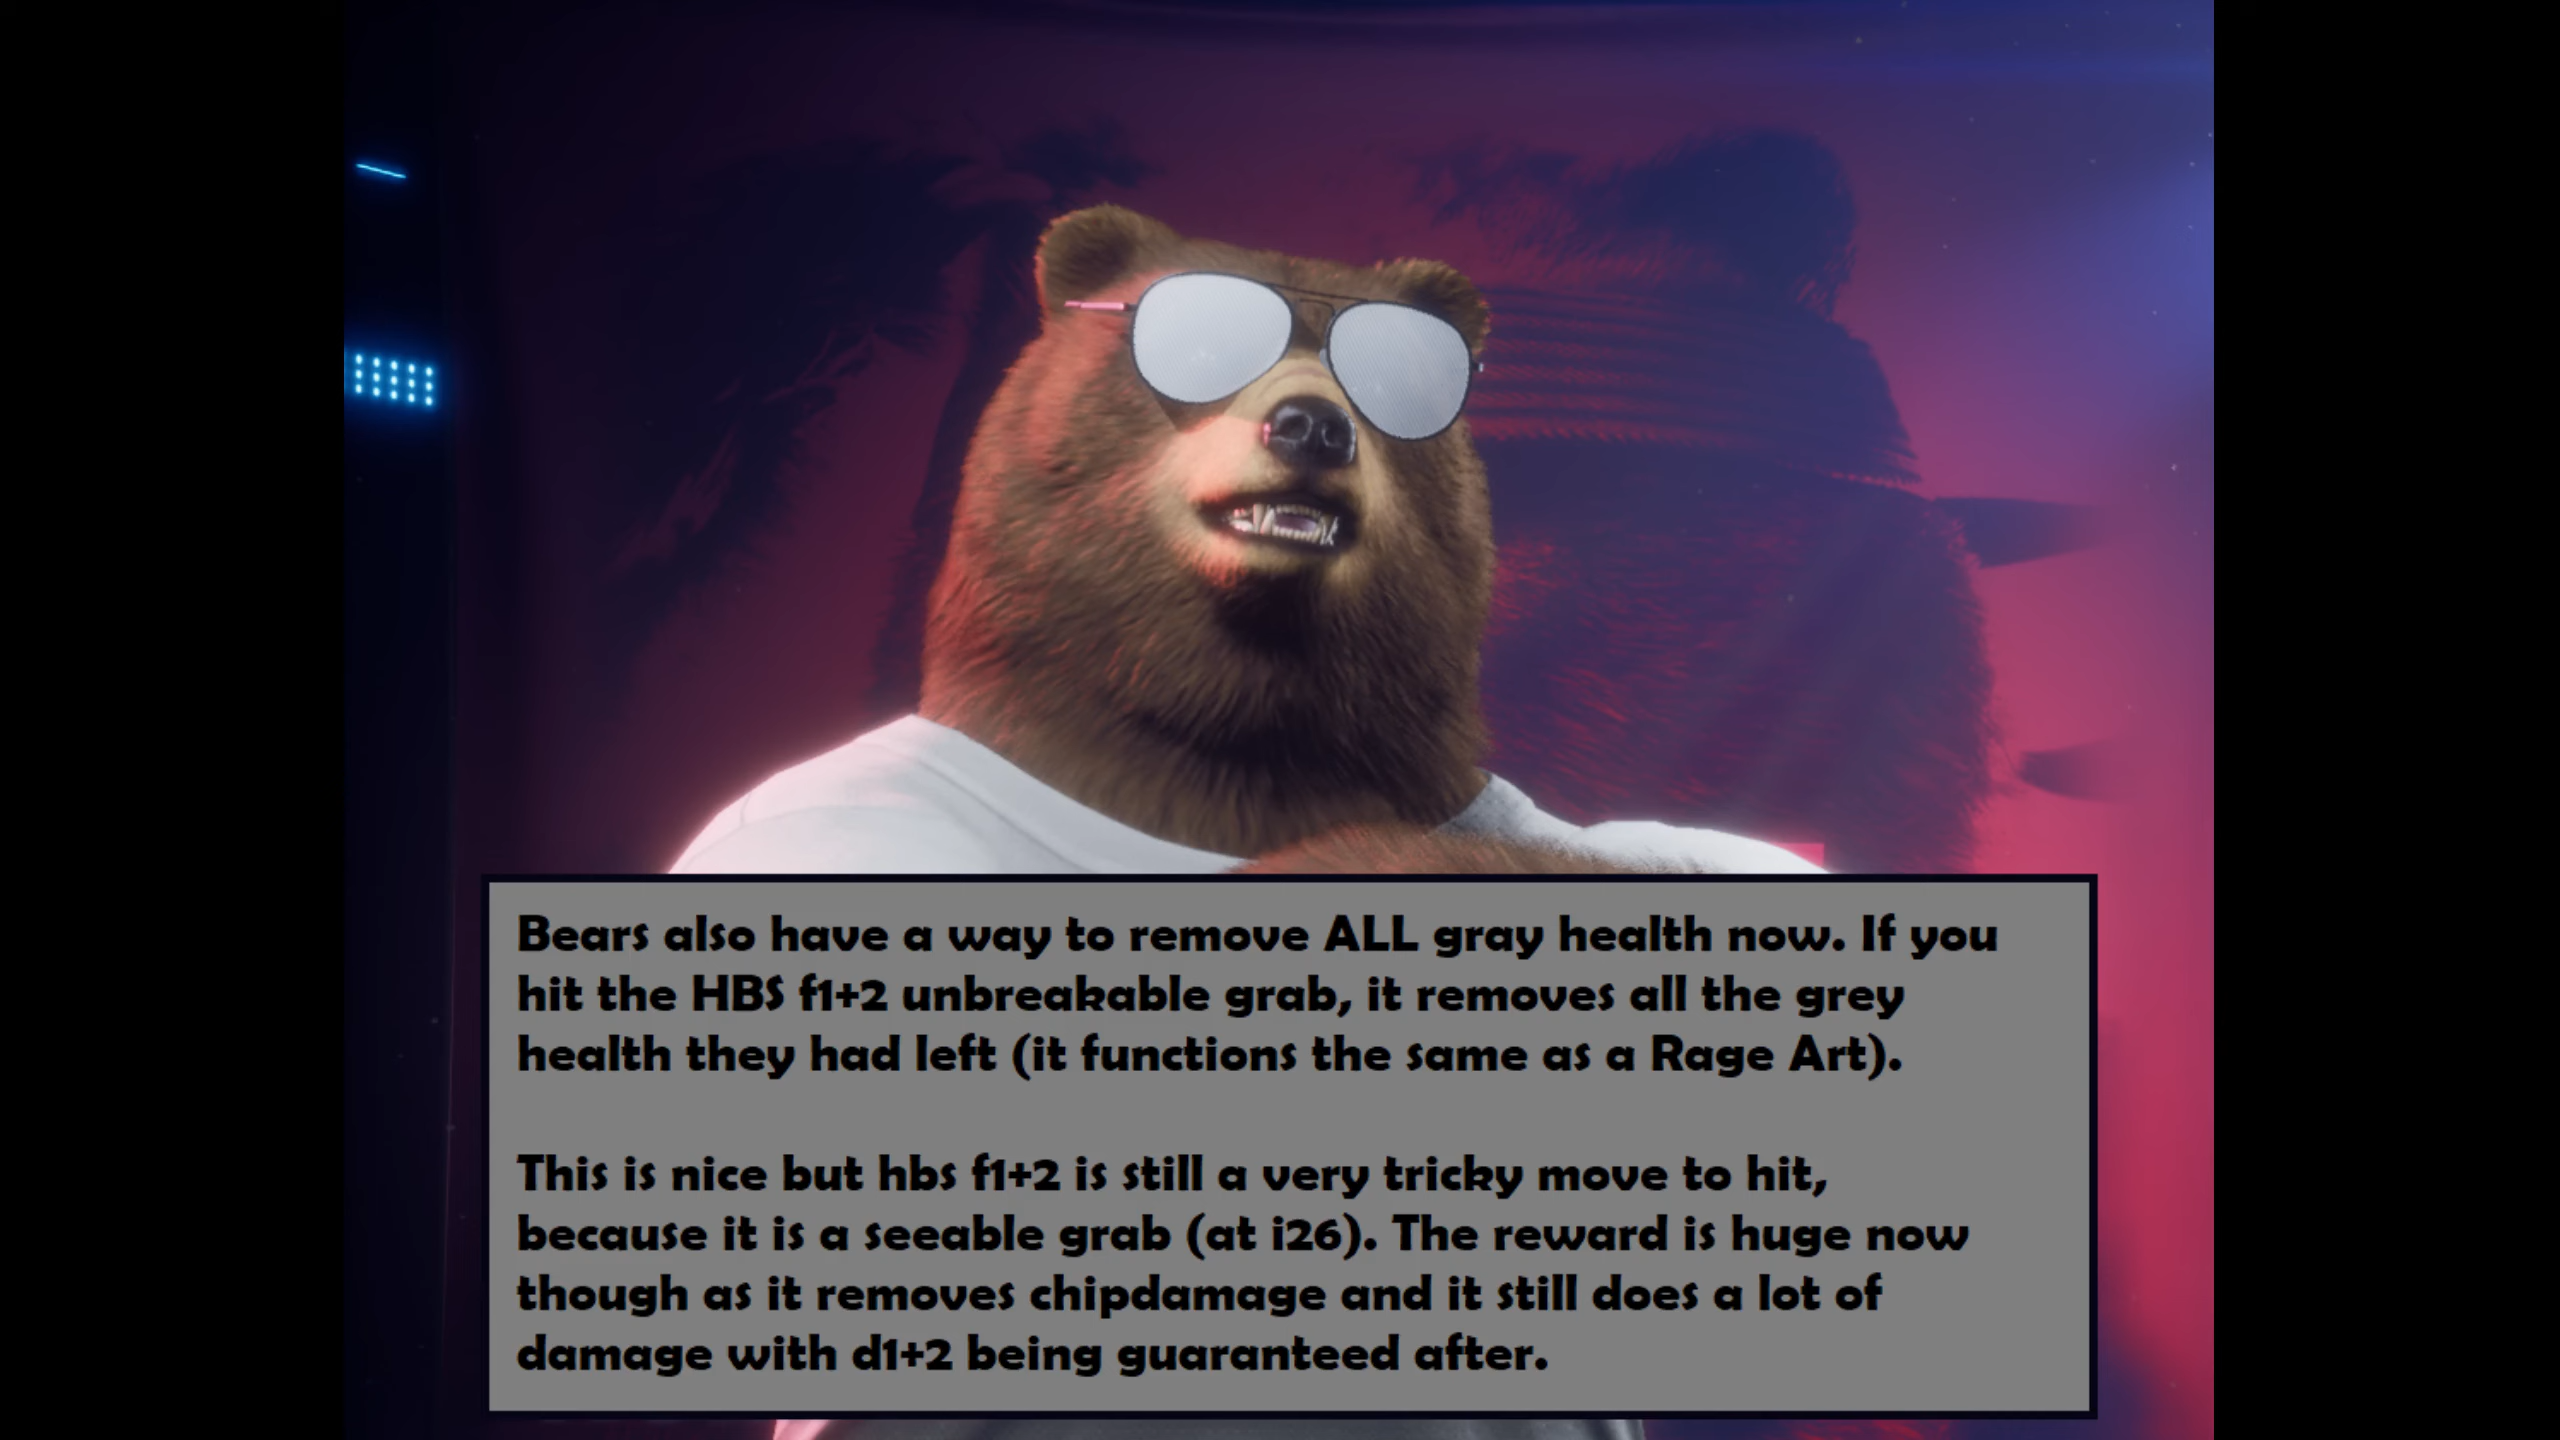 Bears also have a way to remove ALL gray health now. If you
hit the HBS f1+2 unbreakable grab, it removes all the grey
health they had left (it functions the same as a Rage Art).
This is nice but hbs f1+2 is still a very tricky move to hit,
because it is a seeable grab (at i26). The reward is huge now
though as it removes chipdamage and it still does a lot of
damage with d1+2 being guaranteed after.